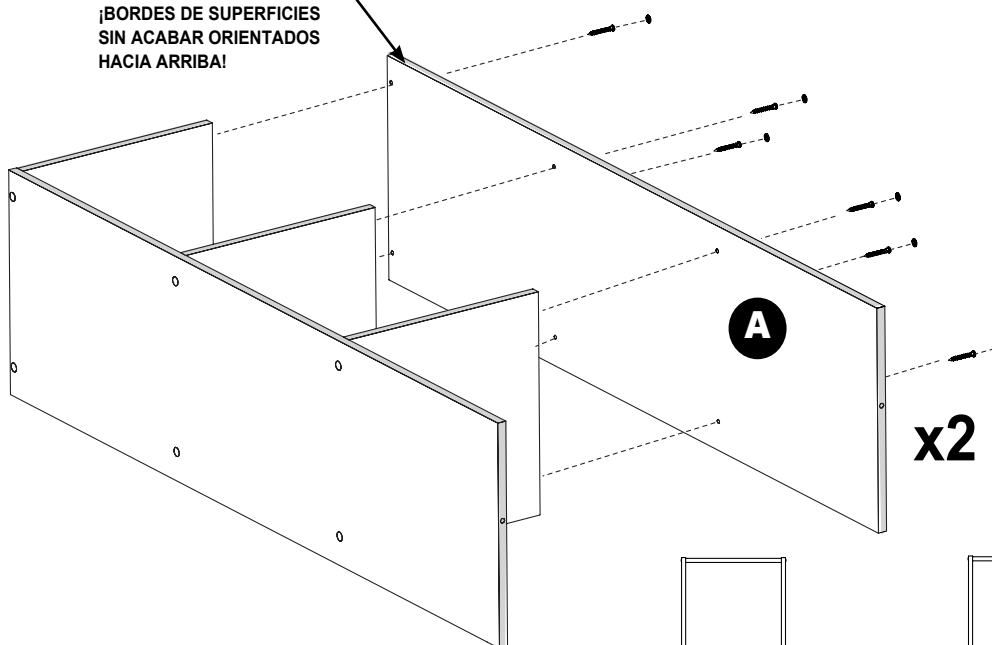 ¡BORDES DE SUPERFICIES
SIN ACABAR ORIENTADOS
HACIA ARRIBA!
A
x2